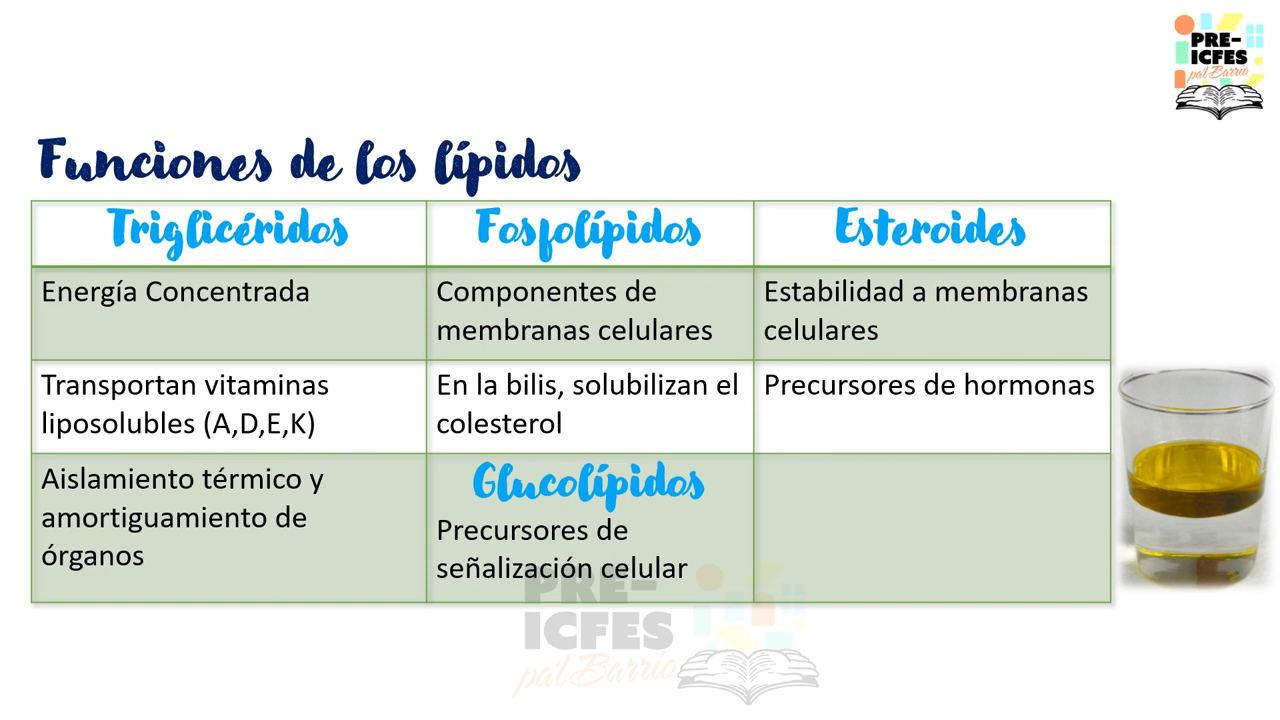 PRE-
ICFES
pa'l Barrio
Funciones de los lípidos
Triglicéridos
Fosfolípidos
Esteroides
Energía Concentrada
Componentes de
membranas celulares
Estabilidad a membranas
celulares
Transportan vitaminas
liposolubles (A,D,E,K)
En la bilis, solubilizan el
colesterol
Precursores de hormonas
Aislamiento térmico y
amortiguamiento de
órganos
Glucolípidos
Precursores de
señalización celular
PRE-
ICFES
pa'l Barrio